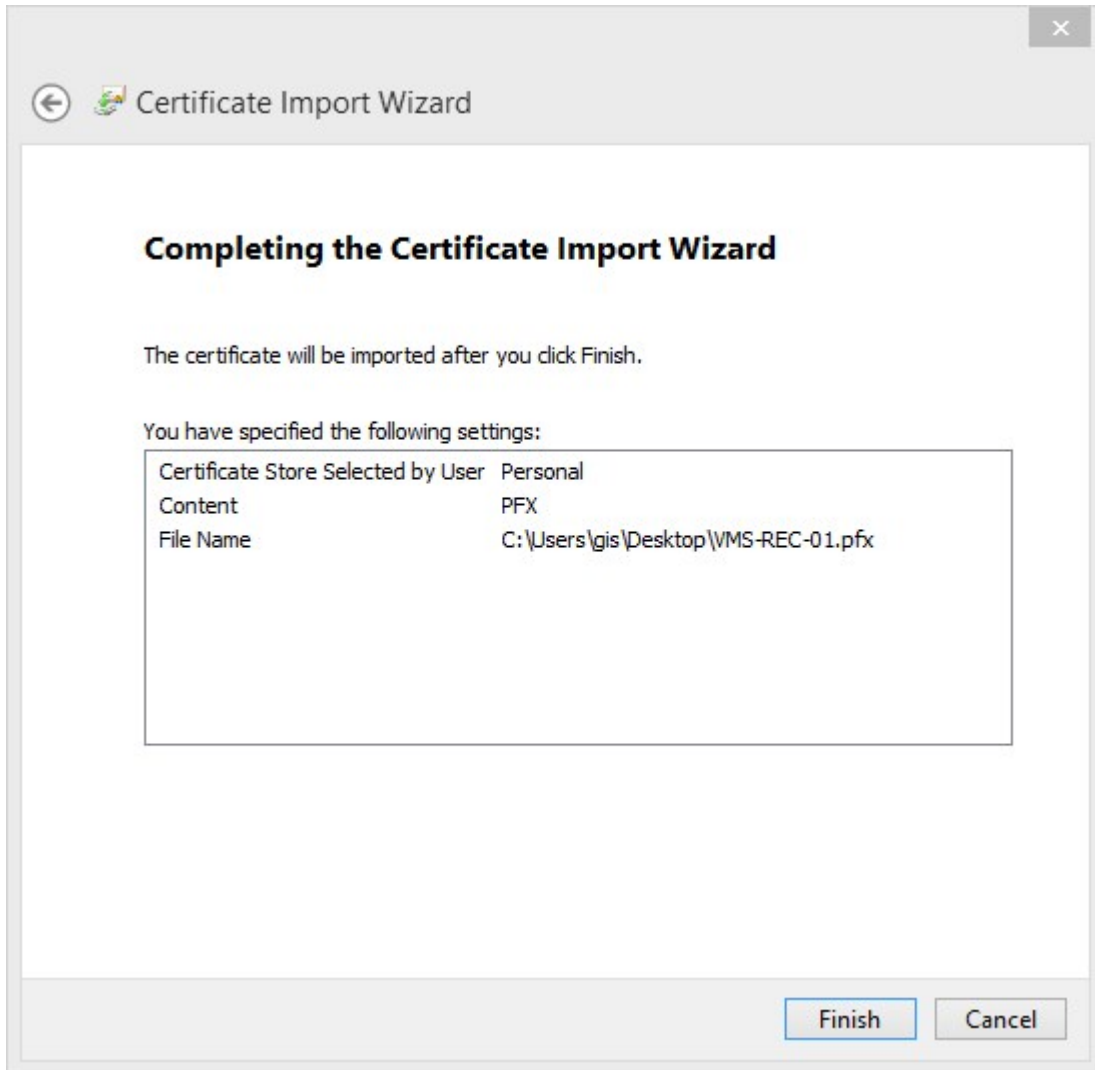 Certificate Import Wizard
Completing the Certificate Import Wizard
The certificate will be imported after you click Finish.
You have specified the following settings:
Certificate Store Selected by User Personal
Content PFX
File Name C:\Users\gis\Desktop\VMS-REC-01.pfx
Finish Cancel